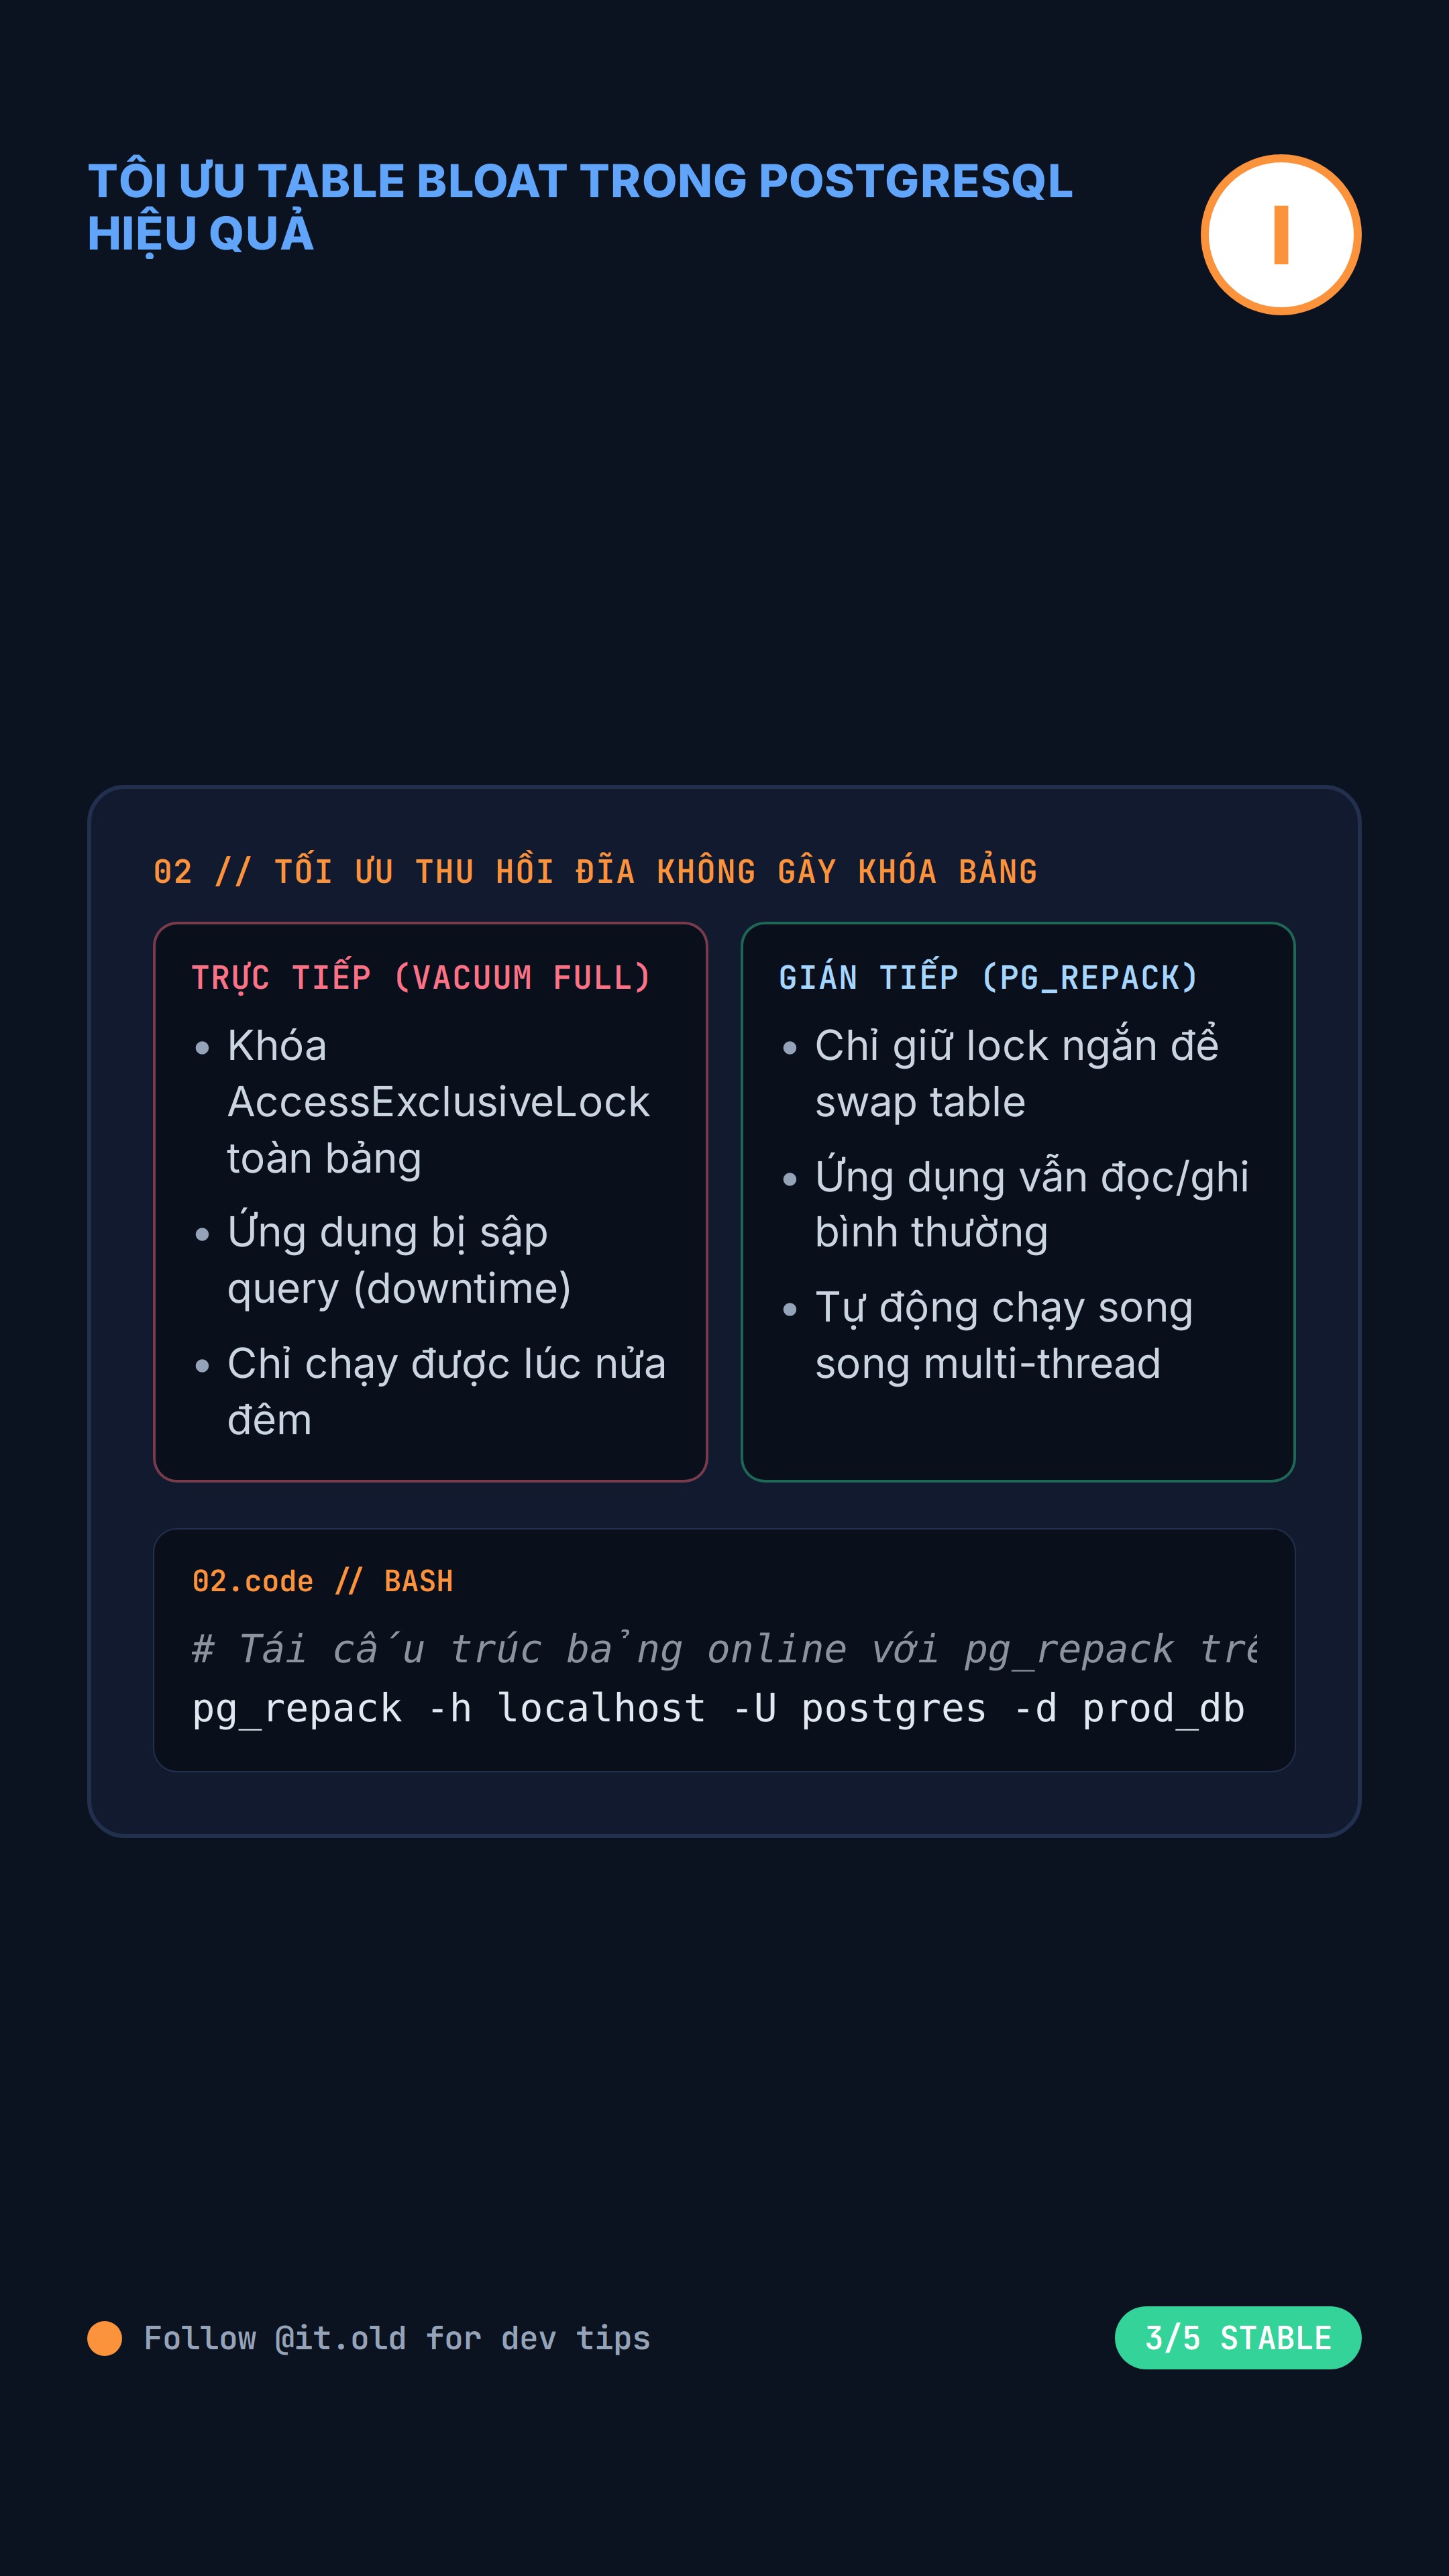 TÔI ƯU TABLE BLOAT TRONG POSTGRESQL
HIỆU QUẢ
I
02 // TỐI ƯU THU HỒI ĐĨA KHÔNG GÂY KHÓA BẢNG
TRỰC TIẾP (VACUUM FULL)
• Khóa
AccessExclusiveLock
toàn bảng
• Ứng dụng bị sập
query (downtime)
• Chỉ chạy được lúc nửa
đêm
GIÁN TIẾP (PG_REPACK)
• Chỉ giữ lock ngắn để
swap table
• Ứng dụng vẫn đọc/ghi
bình thường
• Tự động chạy song
song multi-thread
02.code // BASH
# Tái cấu trúc bảng online với pg_repack
pg_repack -h localhost -U postgres -d prod_db
Follow @it.old for dev tips
3/5 STABLE